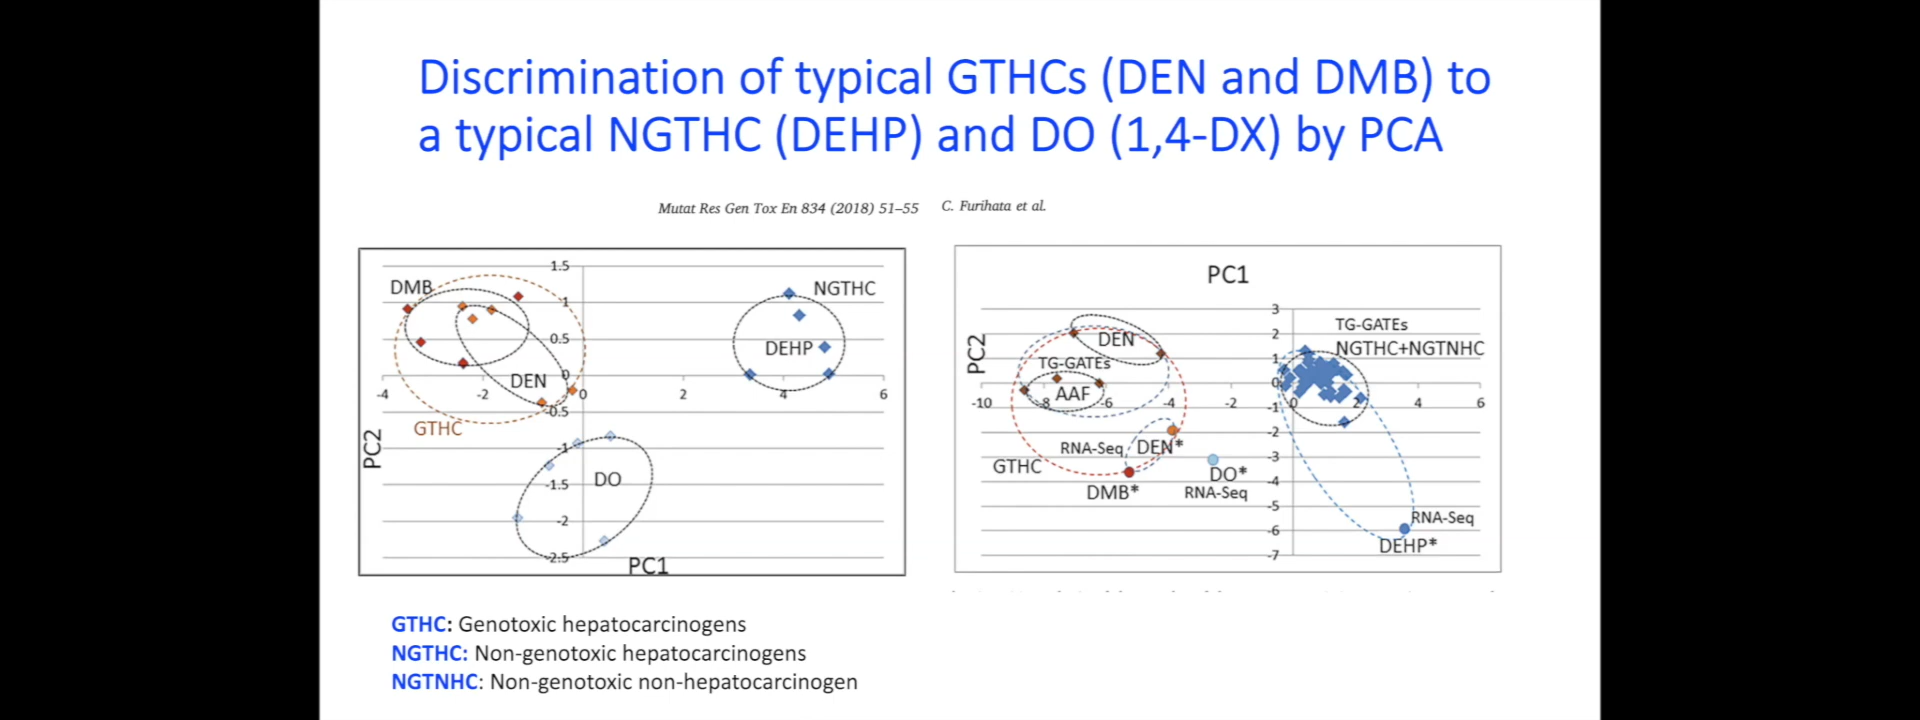 Discrimination of typical GTHCs (DEN and DMB) to
a typical NGTHC (DEHP) and DO (1,4-DX) by PCA
Mutat Res Gen Tox En 834 (2018) 51–55
C. Furihata et al.
1.5
1
0.5
0
-0.5
-1
-1.5
-2
-2.5
-4
-2
0
2
4
6
DMB
NGTHC
DEHP
DEN
GTHC
DO
PC2
PC1
PC1
PC2
3
2
1
0
-1
-2
-3
-4
-5
-6
-7
-10
-8
-6
-4
-2
0
2
4
6
TG-GATEs
NGTHC+NGTNHC
DEN
TG-GATEs
AAF
RNA-Seq
DEN*
GTHC
DMB*
DO*
RNA-Seq
RNA-Seq
DEHP*
GTHC: Genotoxic hepatocarcinogens
NGTHC: Non-genotoxic hepatocarcinogens
NGTNHC: Non-genotoxic non-hepatocarcinogen